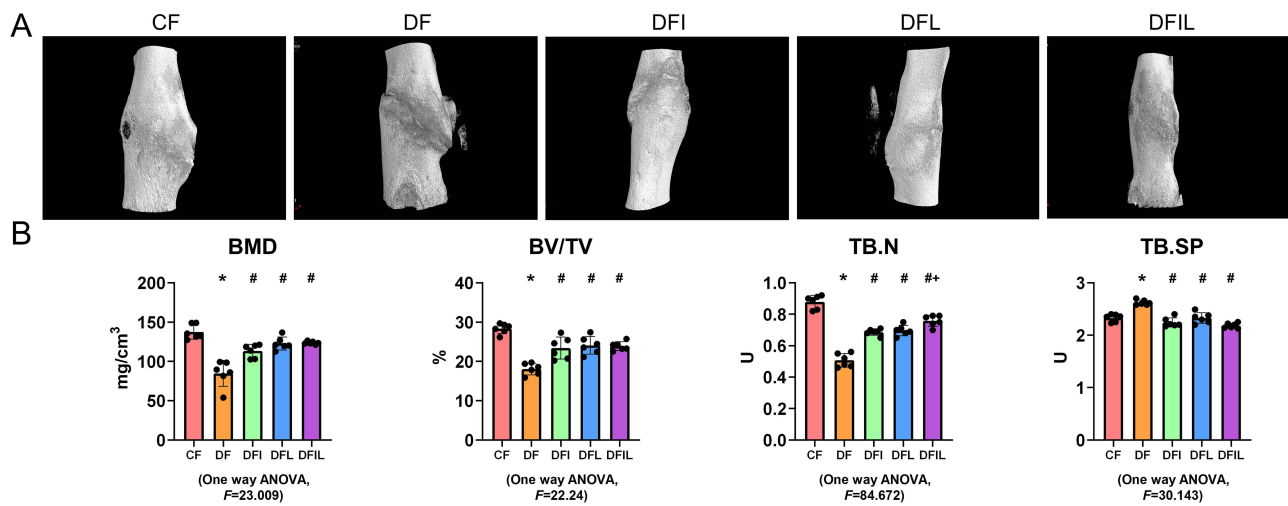 A
CF DF DFI DFL DFIL
B
BMD BV/TV TB.N TB.SP
* # # #
200
150
100
50
0
mg/cm³
CF DF DFI DFL DFIL
(One way ANOVA,
F=23.009)
* # # #
40
30
20
10
0
%
CF DF DFI DFL DFIL
(One way ANOVA,
F=22.24)
* # # #+
1.0
0.8
0.6
0.4
0.2
0.0
U
CF DF DFI DFL DFIL
(One way ANOVA,
F=84.672)
* # # #
3
2
1
0
U
CF DF DFI DFL DFIL
(One way ANOVA,
F=30.143)